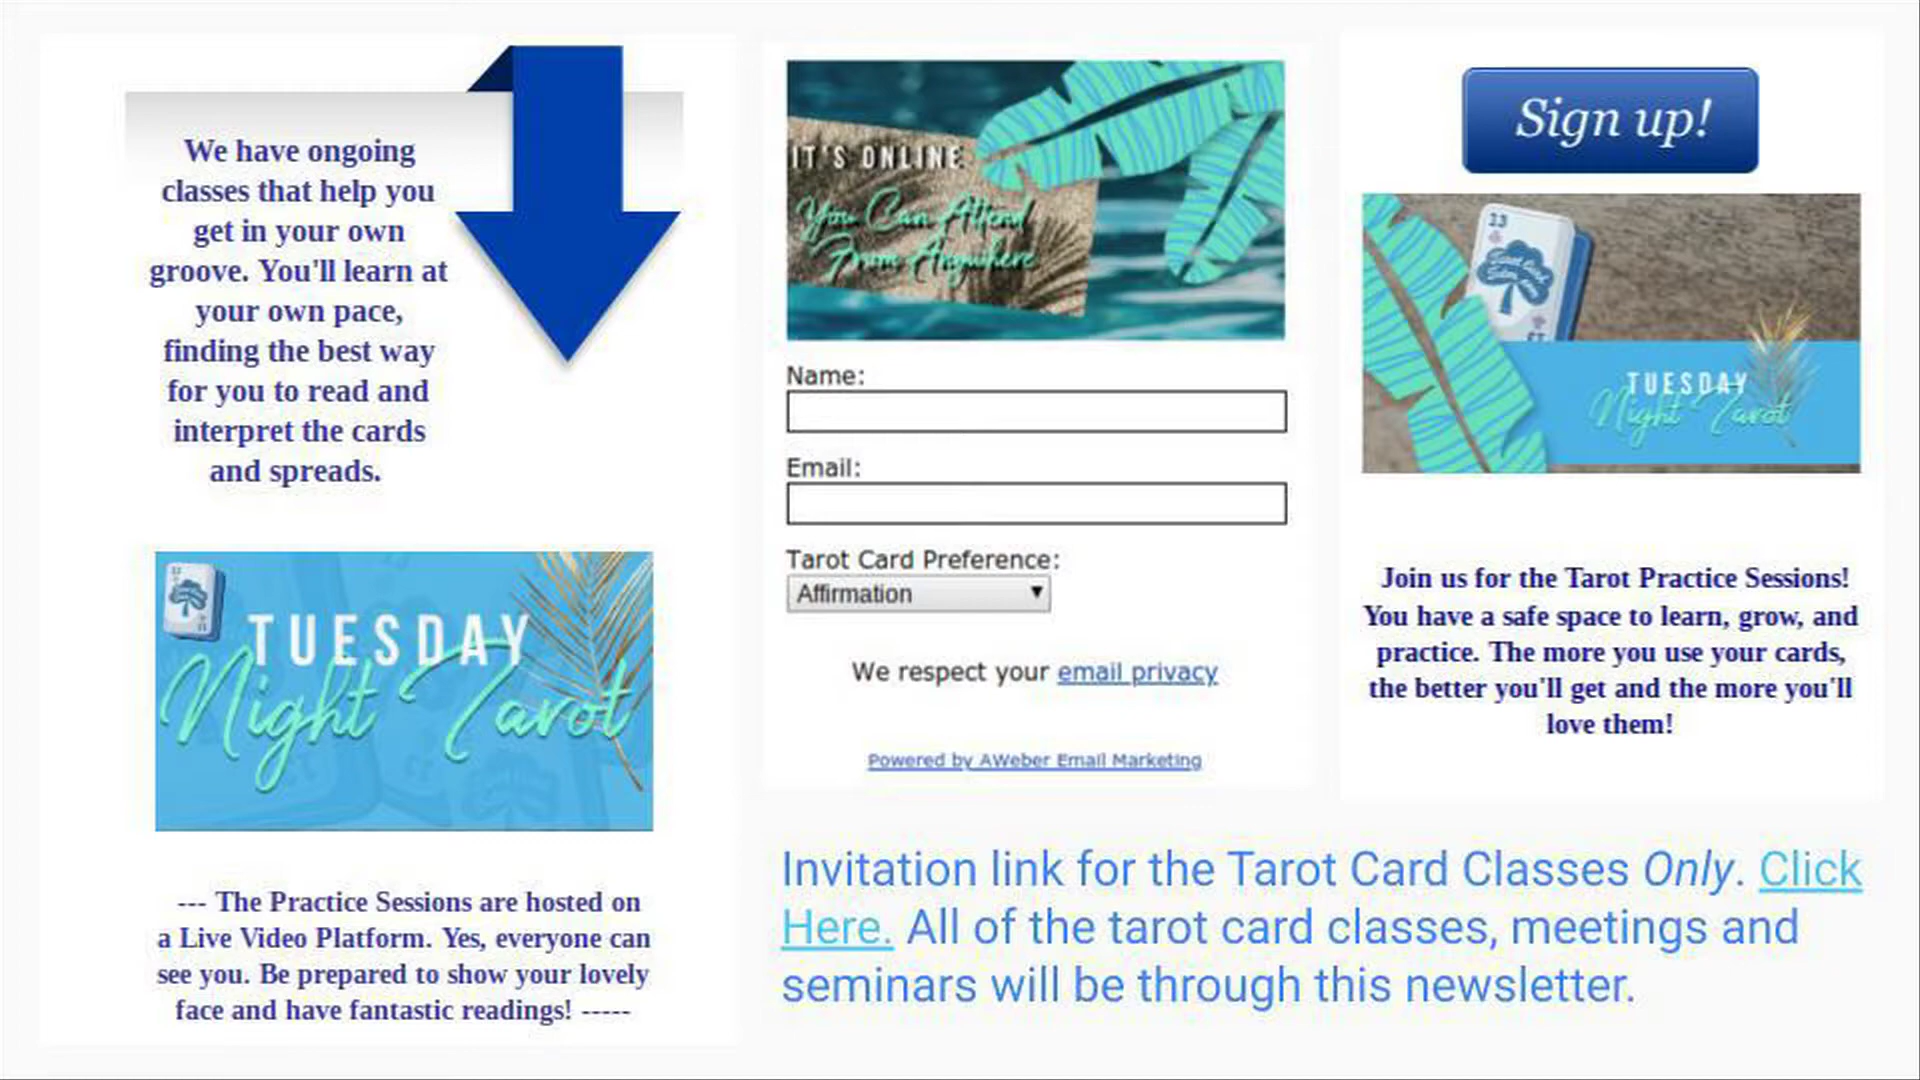 We have ongoing
classes that help you
get in your own
groove. You'll learn at
your own pace,
finding the best way
for you to read and
interpret the cards
and spreads.
TUESDAY
Night Tarot
--- The Practice Sessions are hosted on
a Live Video Platform. Yes, everyone can
see you. Be prepared to show your lovely
face and have fantastic readings! -----
IT'S ONLINE
You Can Attend
From Anywhere
Name:
Email:
Tarot Card Preference:
Affirmation
We respect your email privacy
Powered by AWeber Email Marketing
Sign up!
13
TUESDAY
Night Tarot
Join us for the Tarot Practice Sessions!
You have a safe space to learn, grow, and
practice. The more you use your cards,
the better you'll get and the more you'll
love them!
Invitation link for the Tarot Card Classes Only. Click
Here. All of the tarot card classes, meetings and
seminars will be through this newsletter.